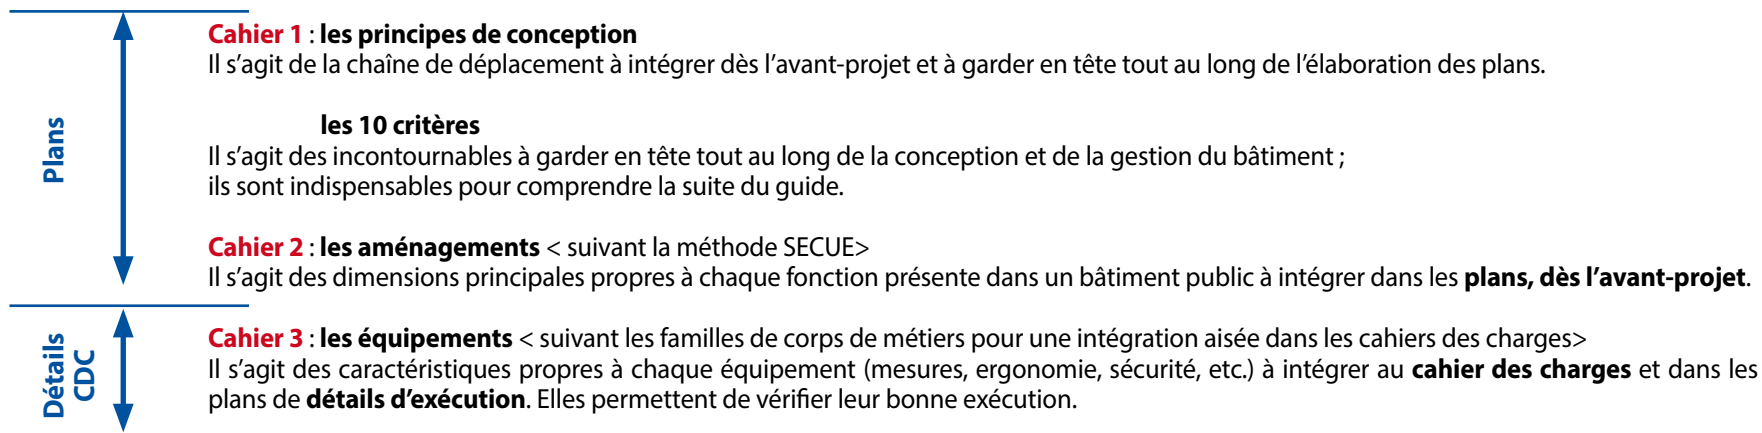 Plans
Cahier 1 : les principes de conception
Il s’agit de la chaîne de déplacement à intégrer dès l’avant-projet et à garder en tête tout au long de l’élaboration des plans.
les 10 critères
Il s’agit des incontournables à garder en tête tout au long de la conception et de la gestion du bâtiment ;
ils sont indispensables pour comprendre la suite du guide.
Cahier 2 : les aménagements < suivant la méthode SECUE>
Il s’agit des dimensions principales propres à chaque fonction présente dans un bâtiment public à intégrer dans les plans, dès l’avant-projet.
Détails
CDC
Cahier 3 : les équipements < suivant les familles de corps de métiers pour une intégration aisée dans les cahiers des charges>
Il s’agit des caractéristiques propres à chaque équipement (mesures, ergonomie, sécurité, etc.) à intégrer au cahier des charges et dans les
plans de détails d’exécution. Elles permettent de vérifier leur bonne exécution.